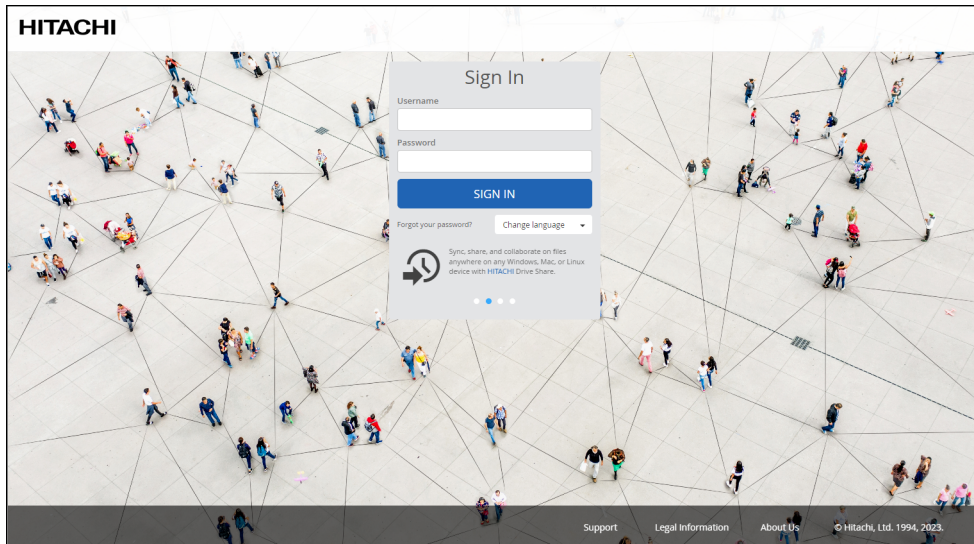 HITACHI
Sign In
Username
Password
SIGN IN
Forgot your password?
Change language
Sync, share, and collaborate on files
anywhere on any Windows, Mac, or Linux
device with HITACHI Drive Share.
Support
Legal Information
About Us
© Hitachi, Ltd. 1994, 2023.